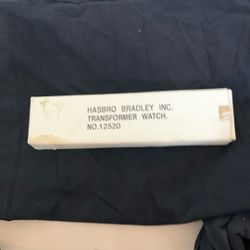 HASBRO BRADLEY INC.
TRANSFORMER WATCH.
NO.12520